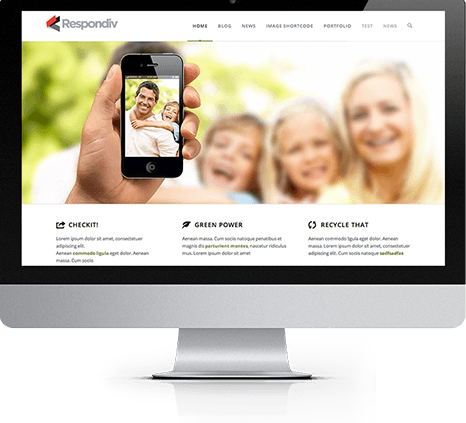 Respondiv
HOME BLOG NEWS IMAGE SHORTCODE PORTFOLIO TEST NEWS
CHECKIT!
Lorem ipsum dolor sit amet, consectetuer
adipiscing elit.
Aenean commodo ligula eget dolor. Aenean
massa. Cum sociis
GREEN POWER
Aenean massa. Cum sociis natoque penatibus et
magnis dis parturient montes, nascetur ridiculus
mus. Lorem ipsum dolor sit amet
RECYCLE THAT
Lorem ipsum dolor sit amet, consectetuer
adipiscing elit. Aenean commodo ligula eget dolor.
Aenean massa. Cum sociis natoque sedfsedfes